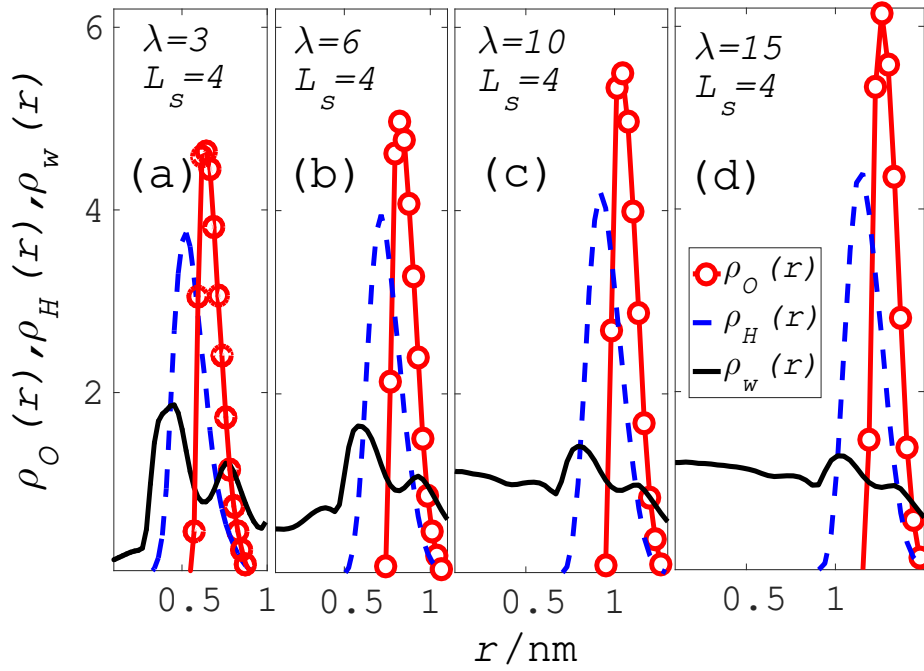 λ=3
L_s=4
(a)
λ=6
L_s=4
(b)
λ=10
L_s=4
(c)
λ=15
L_s=4
(d)
ρ_O(r)
ρ_H(r)
ρ_w(r)
ρ_O(r),ρ_H(r),ρ_w(r)
6
4
2
0.5
1
0.5
1
0.5
1
0.5
1
r/nm